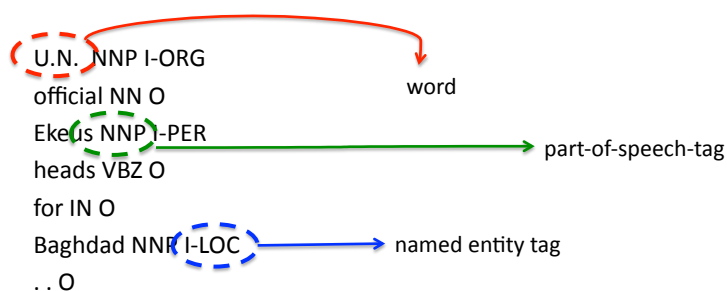 U.N. NNP I-ORG
word
official NN O
Ekeus NNP I-PER
part-of-speech-tag
heads VBZ O
for IN O
Baghdad NNP I-LOC
named entity tag
. . O